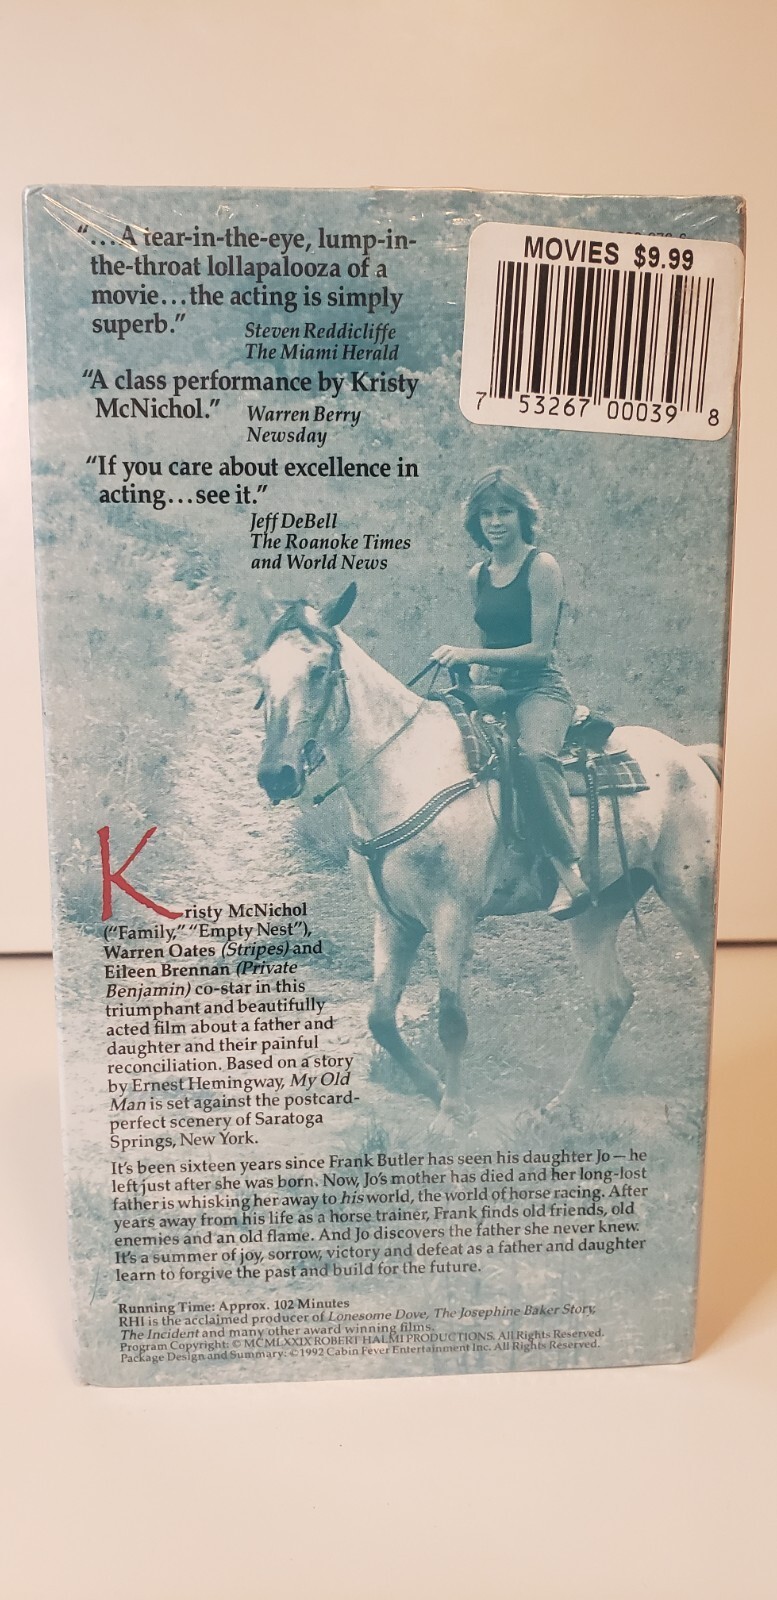 “...A tear-in-the-eye, lump-in-
the-throat lollapalooza of a
movie...the acting is simply
superb.”
Steven Reddicliffe
The Miami Herald
“A class performance by Kristy
McNichol.”
Warren Berry
Newsday
“If you care about excellence in
acting...see it.”
Jeff DeBell
The Roanoke Times
and World News
MOVIES $9.99
7 53267 00039 8
Kristy McNichol
(“Family,” “Empty Nest”),
Warren Oates (Stripes) and
Eileen Brennan (Private
Benjamin) co-star in this
triumphant and beautifully
acted film about a father and
daughter and their painful
reconciliation. Based on a story
by Ernest Hemingway, My Old
Man is set against the postcard-
perfect scenery of Saratoga
Springs, New York.
It's been sixteen years since Frank Butler has seen his daughter Jo — he
left just after she was born. Now, Jo's mother has died and her long-lost
father is whisking her away to his world, the world of horse racing. After
years away from his life as a horse trainer, Frank finds old friends, old
enemies and an old flame. And Jo discovers the father she never knew.
It's a summer of joy, sorrow, victory and defeat as a father and daughter
learn to forgive the past and build for the future.
Running Time: Approx. 102 Minutes
RHI is the acclaimed producer of Lonesome Dove, The Josephine Baker Story,
The Incident and many other award winning films.
Program Copyright: © MCMLXXIX ROBERT HALMI PRODUCTIONS. All Rights Reserved.
Package Design and Summary: © 1992 Cabin Fever Entertainment Inc. All Rights Reserved.